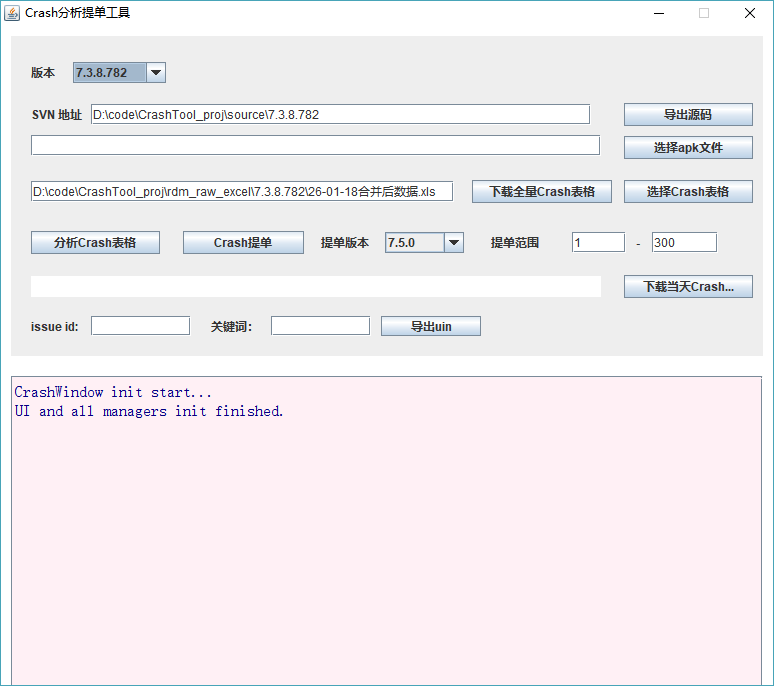 Crash分析提单工具
版本 7.3.8.782
SVN 地址 D:\code\CrashTool_proj\source\7.3.8.782 导出源码
选择apk文件
D:\code\CrashTool_proj\rdm_raw_excel\7.3.8.782\26-01-18合并后数据.xls 下载全量Crash表格 选择Crash表格
分析Crash表格 Crash提单 提单版本 7.5.0 提单范围 1 - 300
下载当天Crash...
issue id: 关键词: 导出uin
CrashWindow init start...
UI and all managers init finished.